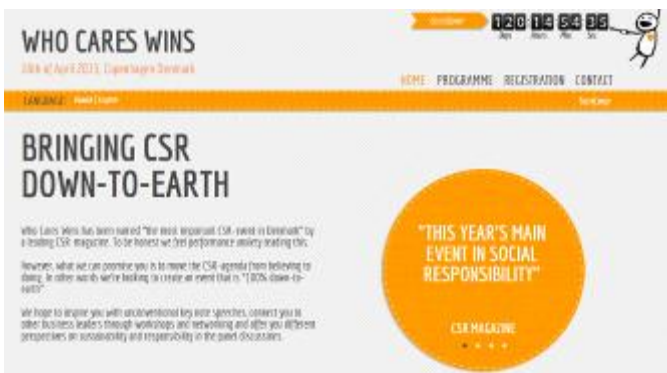 WHO CARES WINS
120 14 54 35
Days Hours Min Sec
of April 2013, Copenhagen Denmark
HOME PROGRAMME REGISTRATION CONTACT
LANGUAGE
BRINGING CSR
DOWN-TO-EARTH
Who Cares Wins has been named "the most important CSR-event in Denmark" by
a leading CSR magazine. To be honest we feel performance anxiety reading this.
However, what we can promise you is to move the CSR-agenda from believing to
doing. In other words we're looking to create an event that is "100% down-to-
earth"
We hope to inspire you with unconventional key note speeches, connect you to
other business leaders through workshops and networking and offer you different
perspectives on sustainability and responsibility in the panel discussions.
"THIS YEAR'S MAIN
EVENT IN SOCIAL
RESPONSIBILITY"
CSR MAGAZINE